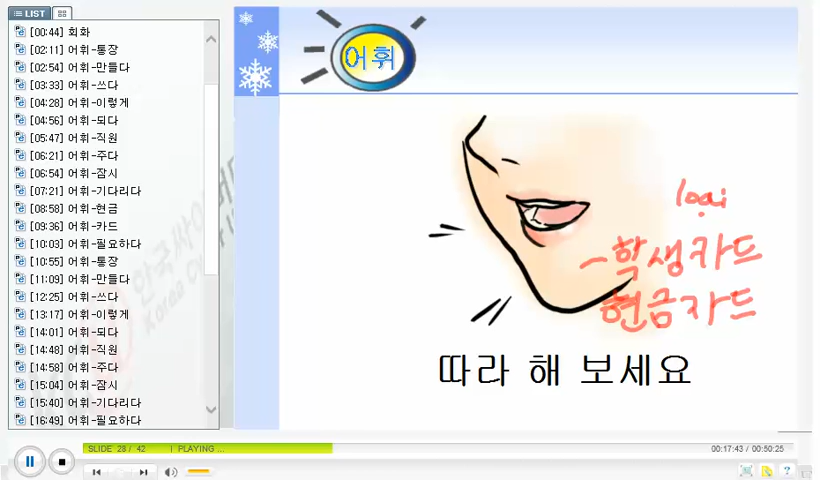 LIST
[00:44] 회화
[02:11] 어휘-통장
[02:54] 어휘-만들다
[03:33] 어휘-쓰다
[04:28] 어휘-이렇게
[04:56] 어휘-되다
[05:47] 어휘-직원
[06:21] 어휘-주다
[06:54] 어휘-잠시
[07:21] 어휘-기다리다
[08:58] 어휘-현금
[09:36] 어휘-카드
[10:03] 어휘-필요하다
[10:55] 어휘-통장
[11:09] 어휘-만들다
[12:25] 어휘-쓰다
[13:17] 어휘-이렇게
[14:01] 어휘-되다
[14:48] 어휘-직원
[14:58] 어휘-주다
[15:04] 어휘-잠시
[15:40] 어휘-기다리다
[16:49] 어휘-필요하다
어휘
loại
-학생카드
현금카드
따라 해 보세요
SLIDE 28 / 42 | PLAYING ...
00:17:43 / 00:50:25